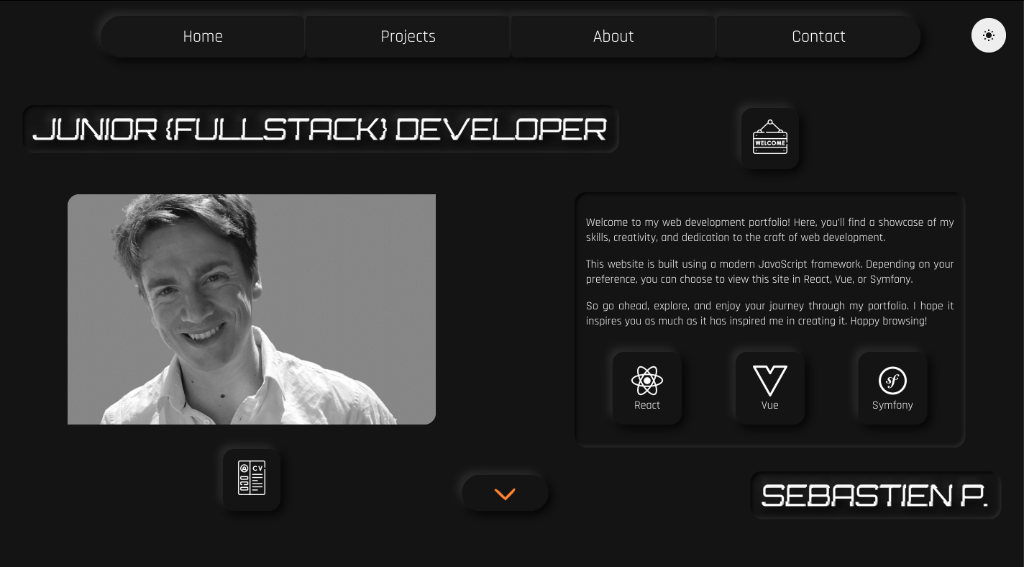 Home Projects About Contact
JUNIOR {FULLSTACK} DEVELOPER
WELCOME
Welcome to my web development portfolio! Here, you'll find a showcase of my
skills, creativity, and dedication to the craft of web development.
This website is built using a modern JavaScript framework. Depending on your
preference, you can choose to view this site in React, Vue, or Symfony.
So go ahead, explore, and enjoy your journey through my portfolio. I hope it
inspires you as much as it has inspired me in creating it. Happy browsing!
sf
React Vue Symfony
CV
SEBASTIEN P.